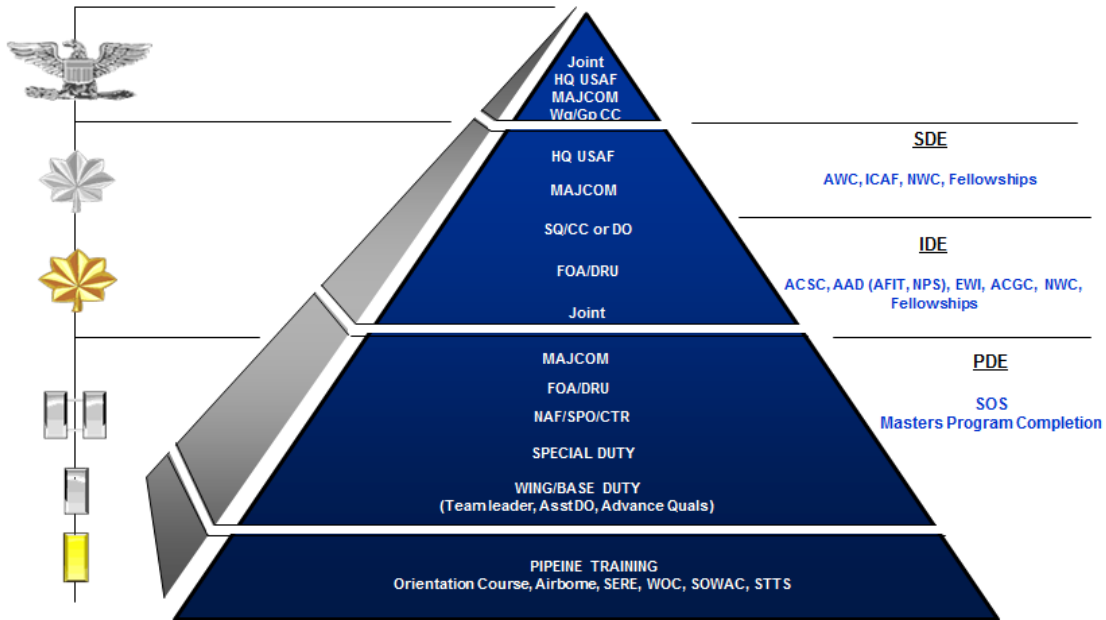 Joint
HQ USAF
MAJCOM
Wg/Gp CC
SDE
AWC, ICAF, NWC, Fellowships
HQ USAF
MAJCOM
SQ/CC or DO
FOA/DRU
Joint
IDE
ACSC, AAD (AFIT, NPS), EWI, ACGC, NWC,
Fellowships
PDE
SOS
Masters Program Completion
MAJCOM
FOA/DRU
NAF/SPO/CTR
SPECIAL DUTY
WING/BASE DUTY
(Team leader, Asst DO, Advance Quals)
PIPEINE TRAINING
Orientation Course, Airborne, SERE, WOC, SOWAC, STTS